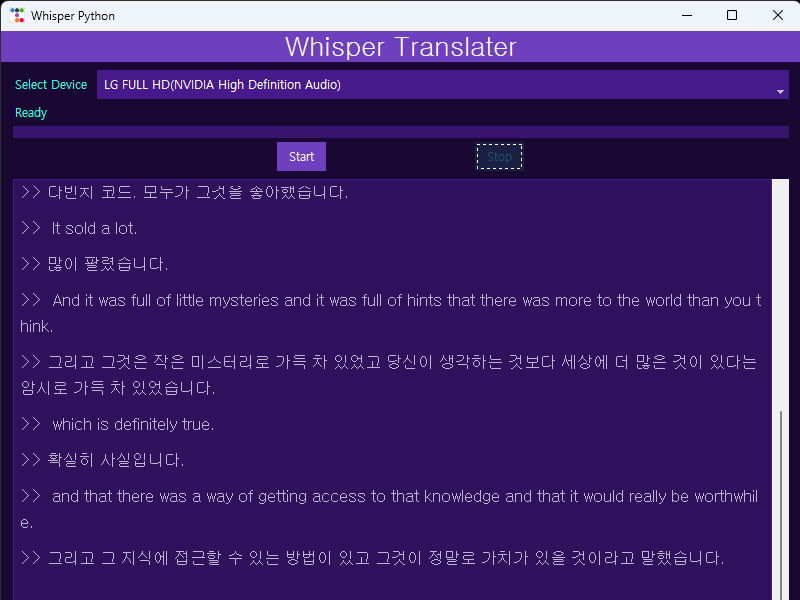 Whisper Python
Whisper Translater
Select Device
LG FULL HD(NVIDIA High Definition Audio)
Ready
Start
Stop
>> 다빈치 코드. 모두가 그것을 좋아했습니다.
>> It sold a lot.
>> 많이 팔렸습니다.
>> And it was full of little mysteries and it was full of hints that there was more to the world than you t
hink.
>> 그리고 그것은 작은 미스터리로 가득 차 있었고 당신이 생각하는 것보다 세상에 더 많은 것이 있다는
암시로 가득 차 있었습니다.
>> which is definitely true.
>> 확실히 사실입니다.
>> and that there was a way of getting access to that knowledge and that it would really be worthwhil
e.
>> 그리고 그 지식에 접근할 수 있는 방법이 있고 그것이 정말로 가치가 있을 것이라고 말했습니다.